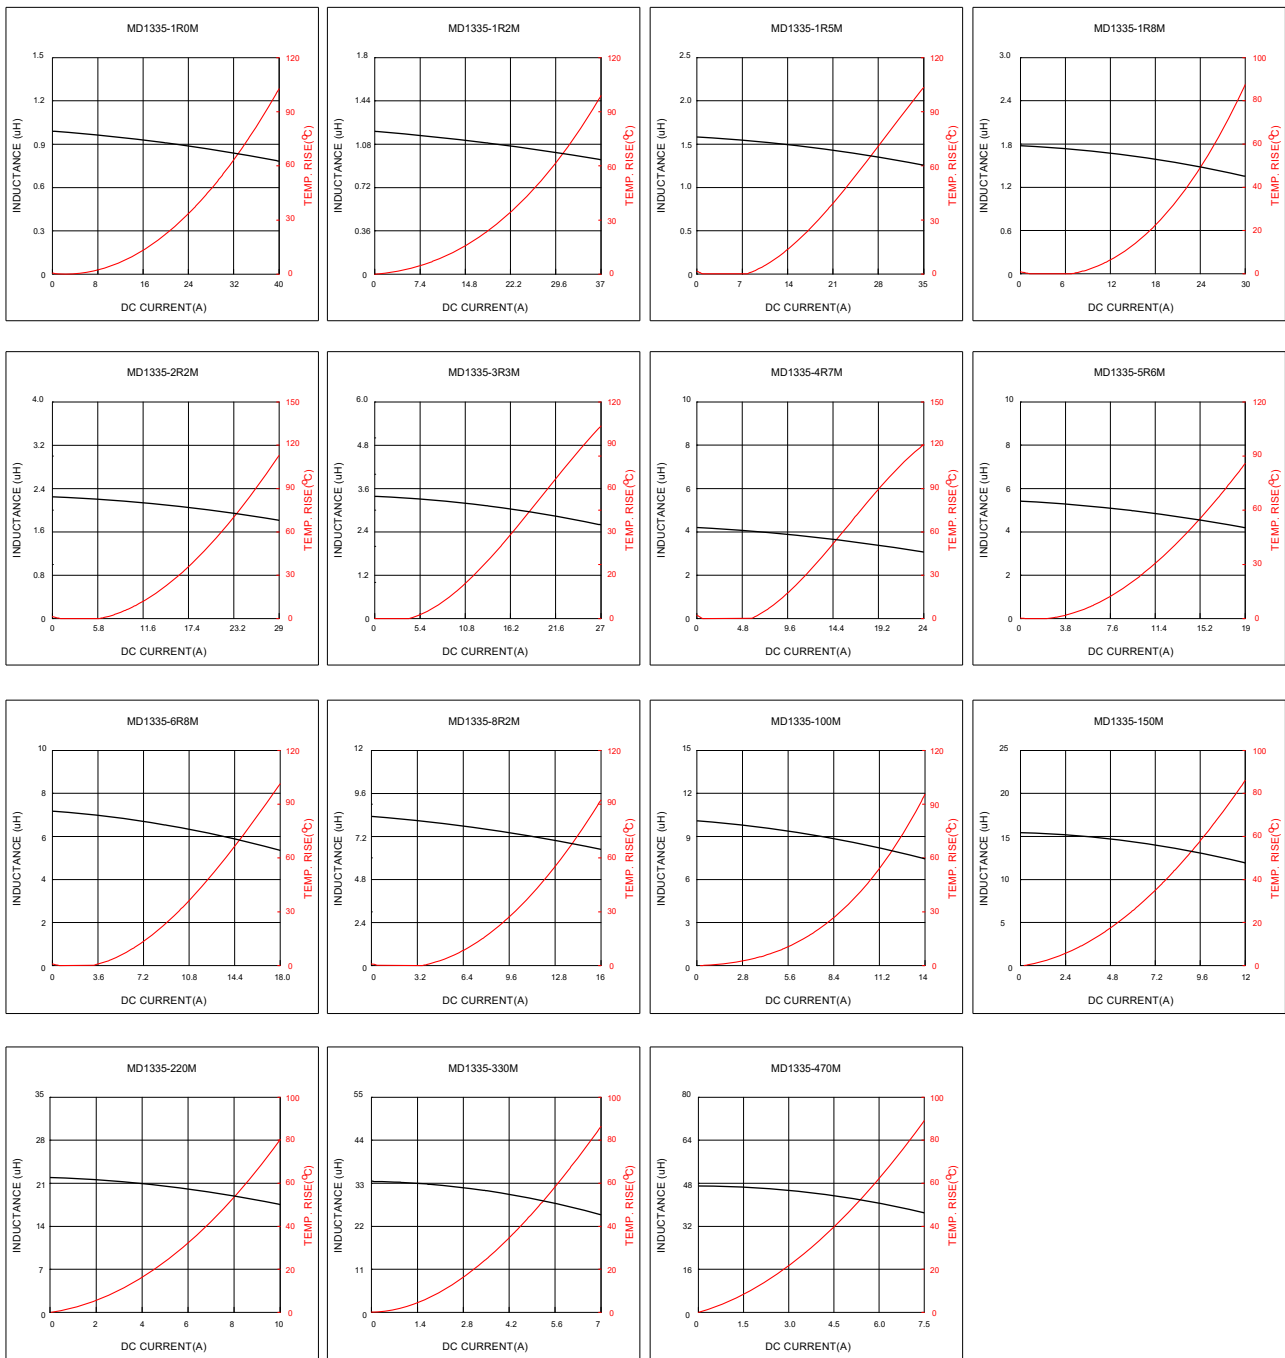 MD1335-1R0M
1.5
1.2
0.9
0.6
0.3
0
120
90
60
30
0
0 8 16 24 32 40
INDUCTANCE (uH)
TEMP. RISE(℃)
DC CURRENT(A)
MD1335-1R2M
1.8
1.44
1.08
0.72
0.36
0
120
90
60
30
0
0 7.4 14.8 22.2 29.6 37
INDUCTANCE (uH)
TEMP. RISE(℃)
DC CURRENT(A)
MD1335-1R5M
2.5
2.0
1.5
1.0
0.5
0
120
90
60
30
0
0 7 14 21 28 35
INDUCTANCE (uH)
TEMP. RISE(℃)
DC CURRENT(A)
MD1335-1R8M
3.0
2.4
1.8
1.2
0.6
0
100
80
60
40
20
0
0 6 12 18 24 30
INDUCTANCE (uH)
TEMP. RISE(℃)
DC CURRENT(A)
MD1335-2R2M
4.0
3.2
2.4
1.6
0.8
0
150
120
90
60
30
0
0 5.8 11.6 17.4 23.2 29
INDUCTANCE (uH)
TEMP. RISE(℃)
DC CURRENT(A)
MD1335-3R3M
6.0
4.8
3.6
2.4
1.2
0
120
90
60
30
20
0
0 5.4 10.8 16.2 21.6 27
INDUCTANCE (uH)
TEMP. RISE(℃)
DC CURRENT(A)
MD1335-4R7M
10
8
6
4
2
0
150
120
90
60
30
0
0 4.8 9.6 14.4 19.2 24
INDUCTANCE (uH)
TEMP. RISE(℃)
DC CURRENT(A)
MD1335-5R6M
10
8
6
4
2
0
120
90
60
30
0
0 3.8 7.6 11.4 15.2 19
INDUCTANCE (uH)
TEMP. RISE(℃)
DC CURRENT(A)
MD1335-6R8M
10
8
6
4
2
0
120
90
60
30
0
0 3.6 7.2 10.8 14.4 18.0
INDUCTANCE (uH)
TEMP. RISE(℃)
DC CURRENT(A)
MD1335-8R2M
12
9.6
7.2
4.8
2.4
0
120
90
60
30
0
0 3.2 6.4 9.6 12.8 16
INDUCTANCE (uH)
TEMP. RISE(℃)
DC CURRENT(A)
MD1335-100M
15
12
9
6
3
0
120
90
60
30
0
0 2.8 5.6 8.4 11.2 14
INDUCTANCE (uH)
TEMP. RISE(℃)
DC CURRENT(A)
MD1335-150M
25
20
15
10
5
0
100
80
60
40
20
0
0 2.4 4.8 7.2 9.6 12
INDUCTANCE (uH)
TEMP. RISE(℃)
DC CURRENT(A)
MD1335-220M
35
28
21
14
7
0
100
80
60
40
20
0
0 2 4 6 8 10
INDUCTANCE (uH)
TEMP. RISE(℃)
DC CURRENT(A)
MD1335-330M
55
44
33
22
11
0
100
80
60
40
20
0
0 1.4 2.8 4.2 5.6 7
INDUCTANCE (uH)
TEMP. RISE(℃)
DC CURRENT(A)
MD1335-470M
80
64
48
32
16
0
100
80
60
40
20
0
0 1.5 3.0 4.5 6.0 7.5
INDUCTANCE (uH)
TEMP. RISE(℃)
DC CURRENT(A)